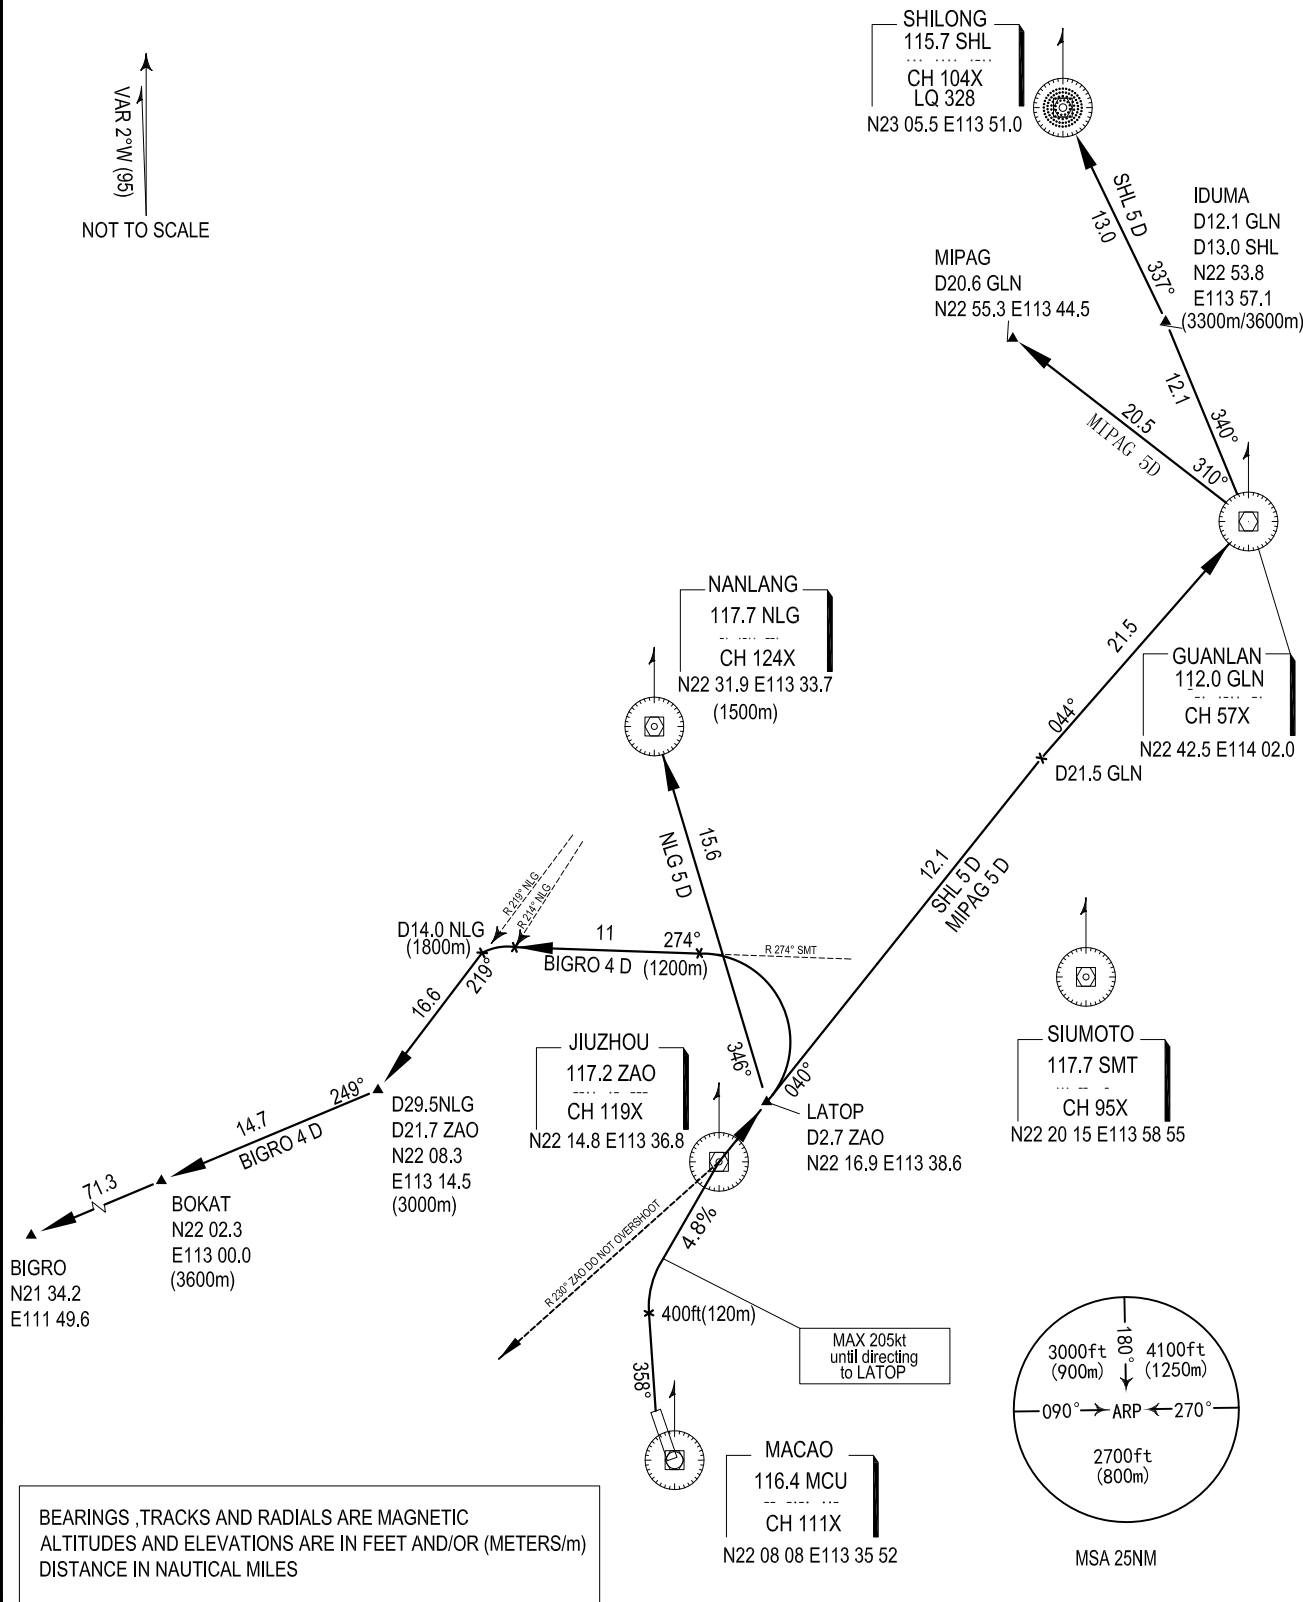 SHILONG
115.7 SHL
CH 104X
LQ 328
N23 05.5 E113 51.0
VAR 2°W (95)
NOT TO SCALE
SHL 5 D
13.0
337°
IDUMA
D12.1 GLN
D13.0 SHL
N22 53.8
E113 57.1
(3300m/3600m)
MIPAG
D20.6 GLN
N22 55.3 E113 44.5
12.1
340°
20.5
MIPAG 5D
310°
NANLANG
117.7 NLG
CH 124X
N22 31.9 E113 33.7
(1500m)
21.5
044°
GUANLAN
112.0 GLN
CH 57X
N22 42.5 E114 02.0
D21.5 GLN
15.6
NLG 5 D
346°
12.1
SHL 5 D
MIPAG 5 D
040°
R 219° NLG
R 214° NLG
D14.0 NLG
(1800m)
219°
11
274°
BIGRO 4 D
(1200m)
R 274° SMT
16.6
SIUMOTO
117.7 SMT
CH 95X
N22 20 15 E113 58 55
JIUZHOU
117.2 ZAO
CH 119X
N22 14.8 E113 36.8
LATOP
D2.7 ZAO
N22 16.9 E113 38.6
249°
14.7
BIGRO 4 D
D29.5NLG
D21.7 ZAO
N22 08.3
E113 14.5
(3000m)
71.3
BOKAT
N22 02.3
E113 00.0
(3600m)
BIGRO
N21 34.2
E111 49.6
R 230° ZAO DO NOT OVERSHOOT
4.8%
400ft(120m)
358°
MAX 205kt
until directing
to LATOP
MACAO
116.4 MCU
CH 111X
N22 08 08 E113 35 52
3000ft
(900m)
180°
4100ft
(1250m)
090°
ARP
270°
2700ft
(800m)
MSA 25NM
BEARINGS ,TRACKS AND RADIALS ARE MAGNETIC
ALTITUDES AND ELEVATIONS ARE IN FEET AND/OR (METERS/m)
DISTANCE IN NAUTICAL MILES